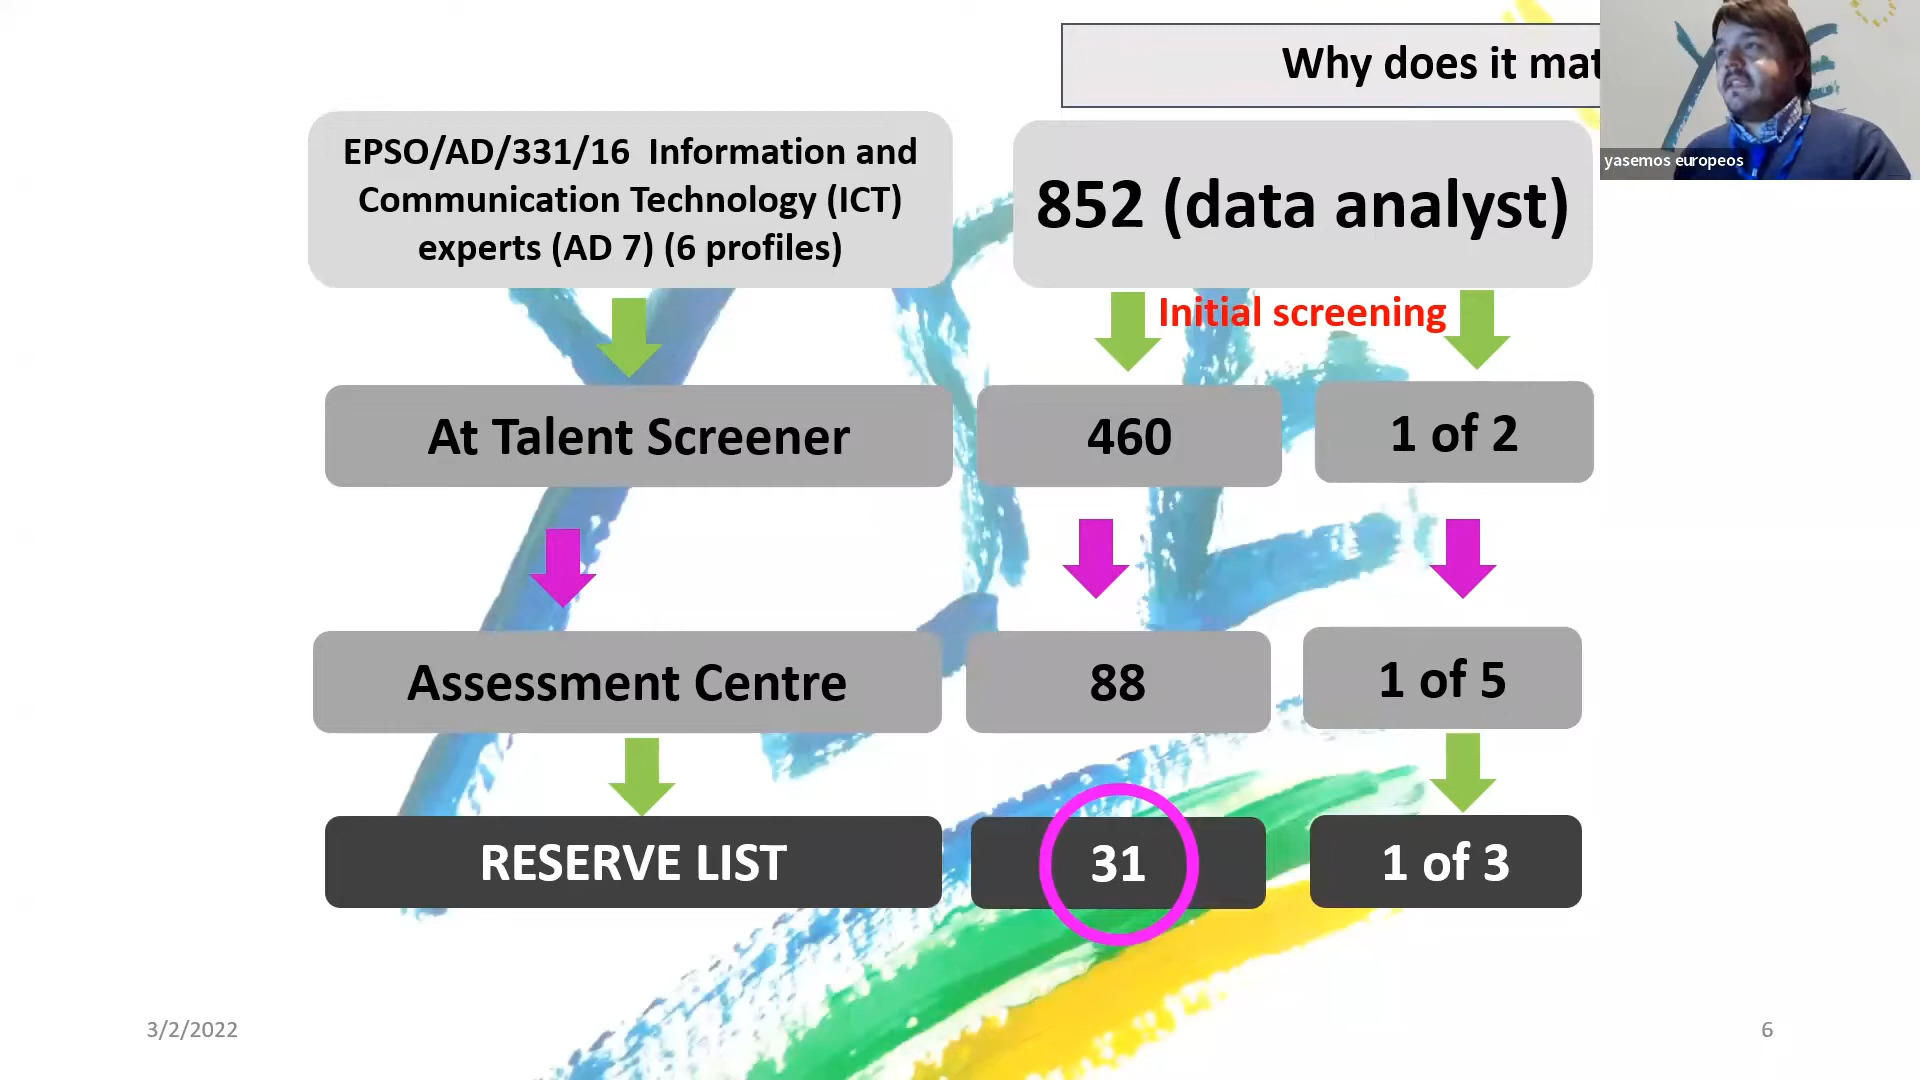 Why does it mat
yasemos europeos
EPSO/AD/331/16 Information and
Communication Technology (ICT)
experts (AD 7) (6 profiles)
852 (data analyst)
Initial screening
At Talent Screener
460
1 of 2
Assessment Centre
88
1 of 5
RESERVE LIST
31
1 of 3
3/2/2022
6